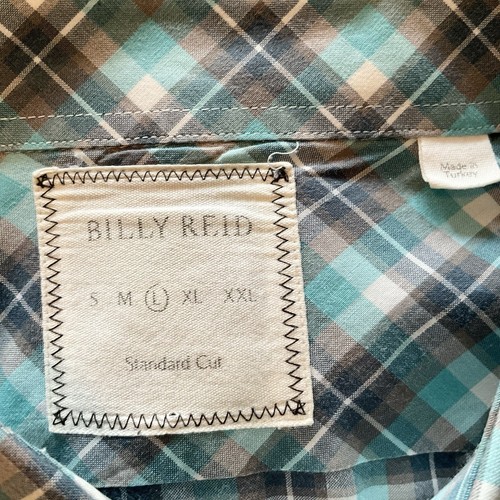 BILLY REID
S M L XL XXL
Standard Cut
Made in
Turkey